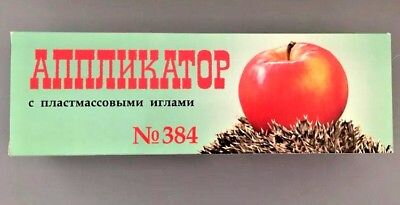 АППЛИКАТОР
с пластмассовыми иглами
№384